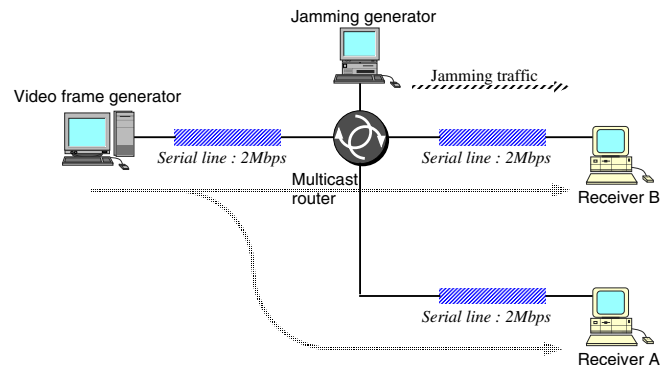 Jamming generator
Jamming traffic
Video frame generator
Serial line : 2Mbps
Serial line : 2Mbps
Multicast
router
Receiver B
Serial line : 2Mbps
Receiver A